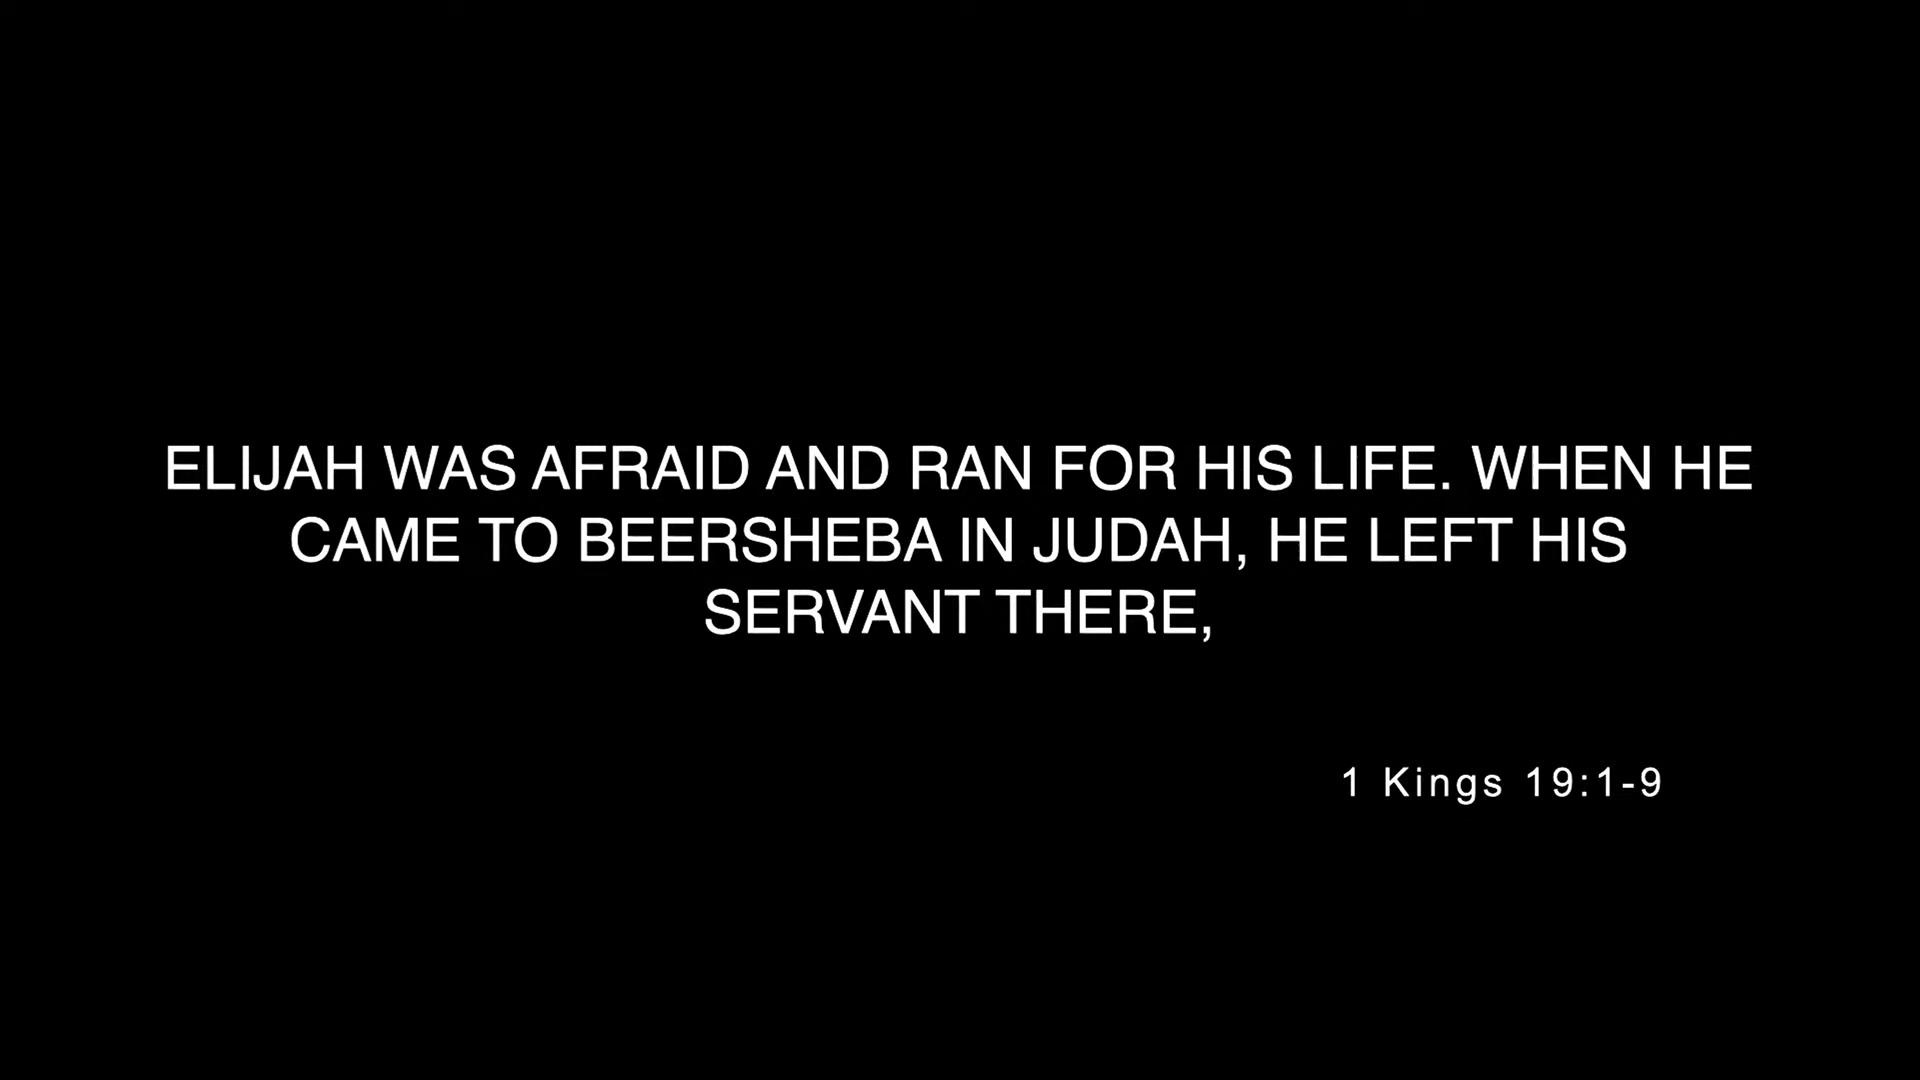 ELIJAH WAS AFRAID AND RAN FOR HIS LIFE. WHEN HE
CAME TO BEERSHEBA IN JUDAH, HE LEFT HIS
SERVANT THERE,
1 Kings 19:1-9